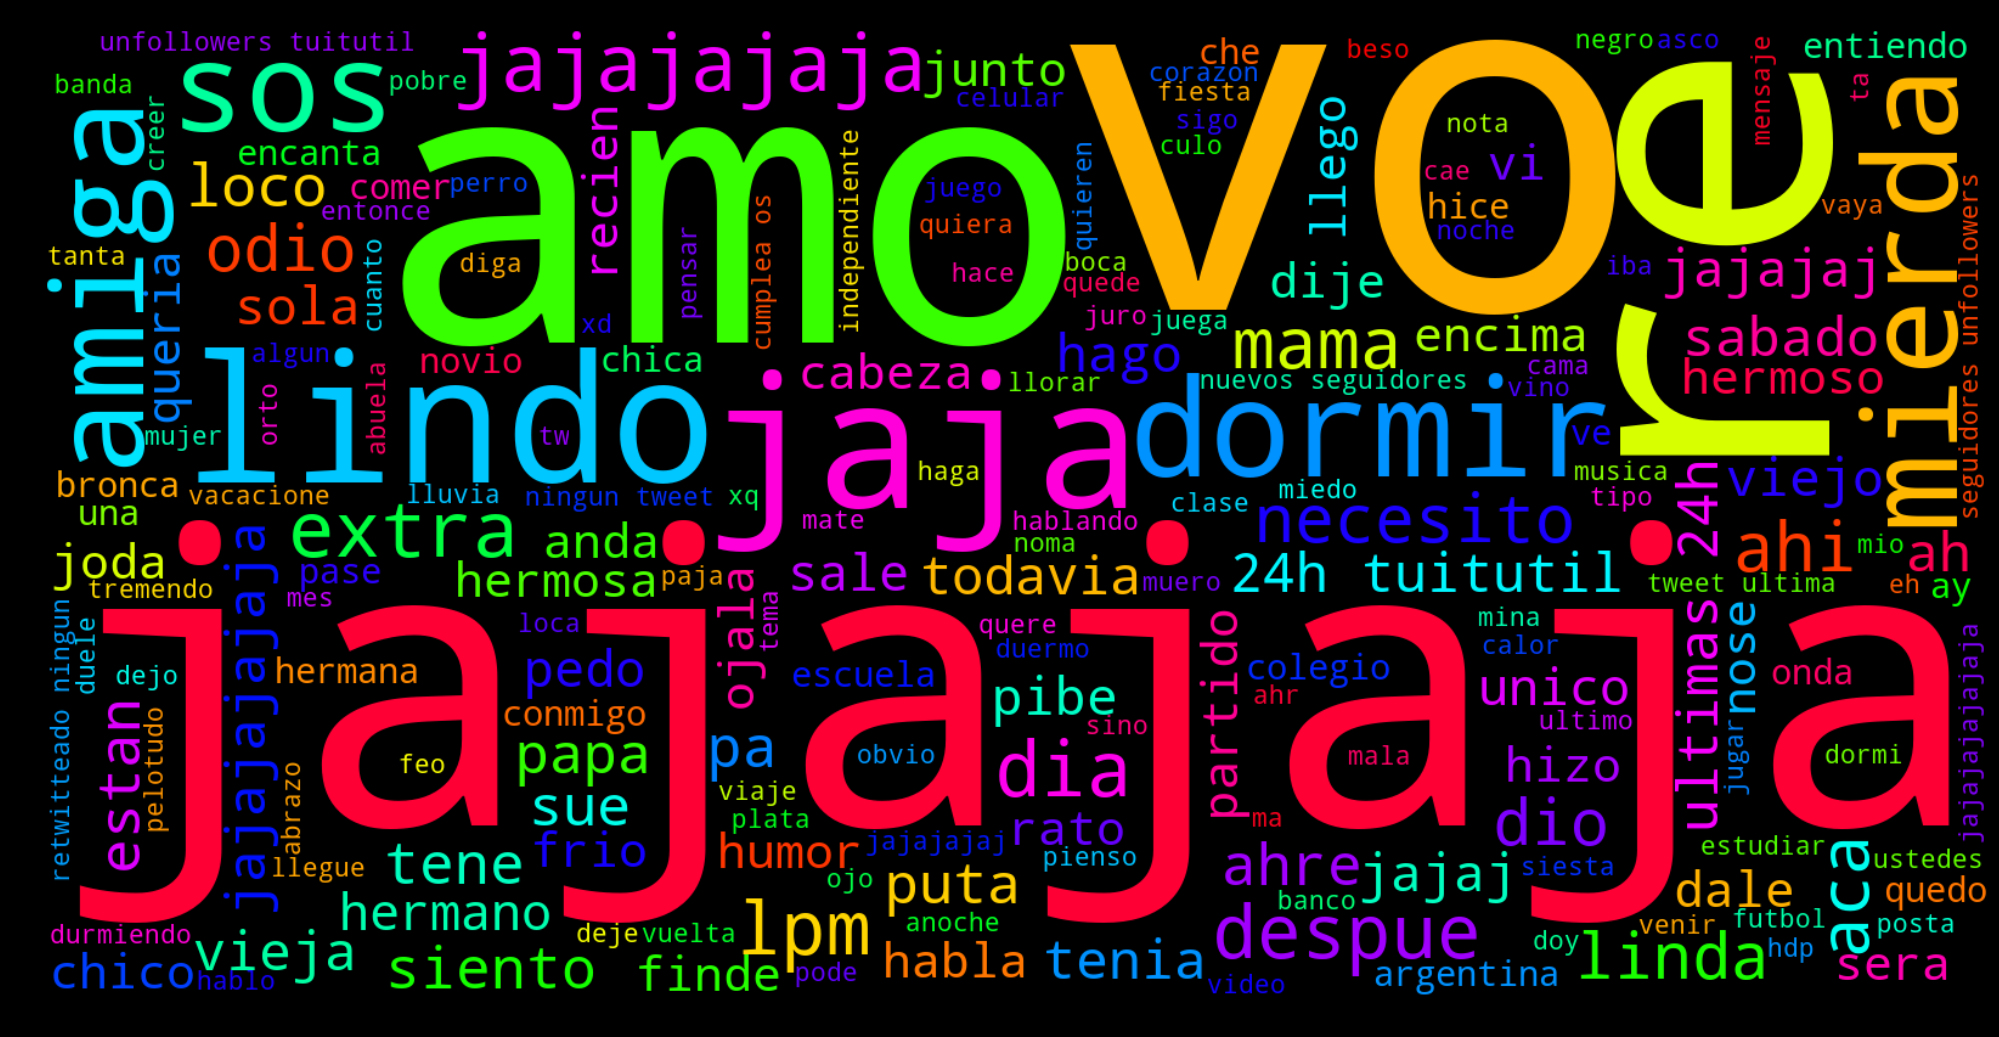 unfollowers tuitutil
jajajajaja
vo
che
beso
negro
asco
entiendo
banda
sos
pobre
junto
corazon
mensaje
ta
celular
fiesta
amiga
creer
amo
recien
sigo
llego
nota
re
mierda
encanta
independiente
culo
vi
loco
comer
perro
juego
quieren
cae
hice
vaya
seguidores unfollowers
entonce
quiera
noche
tanta
queria
odio
cuanto
diga
pensar
cumplea os
hace
boca
quede
dije
iba
jajajaj
sola
xd
juro
juega
mama
encima
sabado
lindo
algun
novio
chica
cabeza
hago
llorar
nuevos seguidores
cama
vino
hermoso
mujer
orto
abuela
tw
jaja
dormir
ve
bronca
vacacione
lluvia
ningun tweet
xq
haga
clase
miedo
musica
tipo
24h
viejo
una
extra
anda
mate
hablando
noma
necesito
ahi
mio
ah
joda
tremendo
jajajajaja
pase
mes
hermosa
paja
sale
todavia
muero
24h tuitutil
tweet ultima
eh
ay
jajajaja
retwitteado ningun
duele
dejo
hermana
loca
pedo
ojala
tema
quere
duermo
escuela
partido
mina
calor
colegio
ahr
ultimas
nose
onda
jajajajajajaja
estan
pelotudo
conmigo
pibe
sino
unico
ultimo
abrazo
feo
papa
pa
obvio
dia
mala
hizo
jugar
dormi
sue
viaje
plata
rato
ma
dio
llegue
tene
frio
humor
jajajajaj
pienso
ahre
jajaj
siesta
estudiar
aca
ustedes
ojo
puta
banco
dale
quedo
hermano
lpm
anoche
despue
durmiendo
vieja
deje
vuelta
doy
venir
futbol
posta
chico
hablo
siento
finde
pode
habla
tenia
video
argentina
linda
hdp
sera